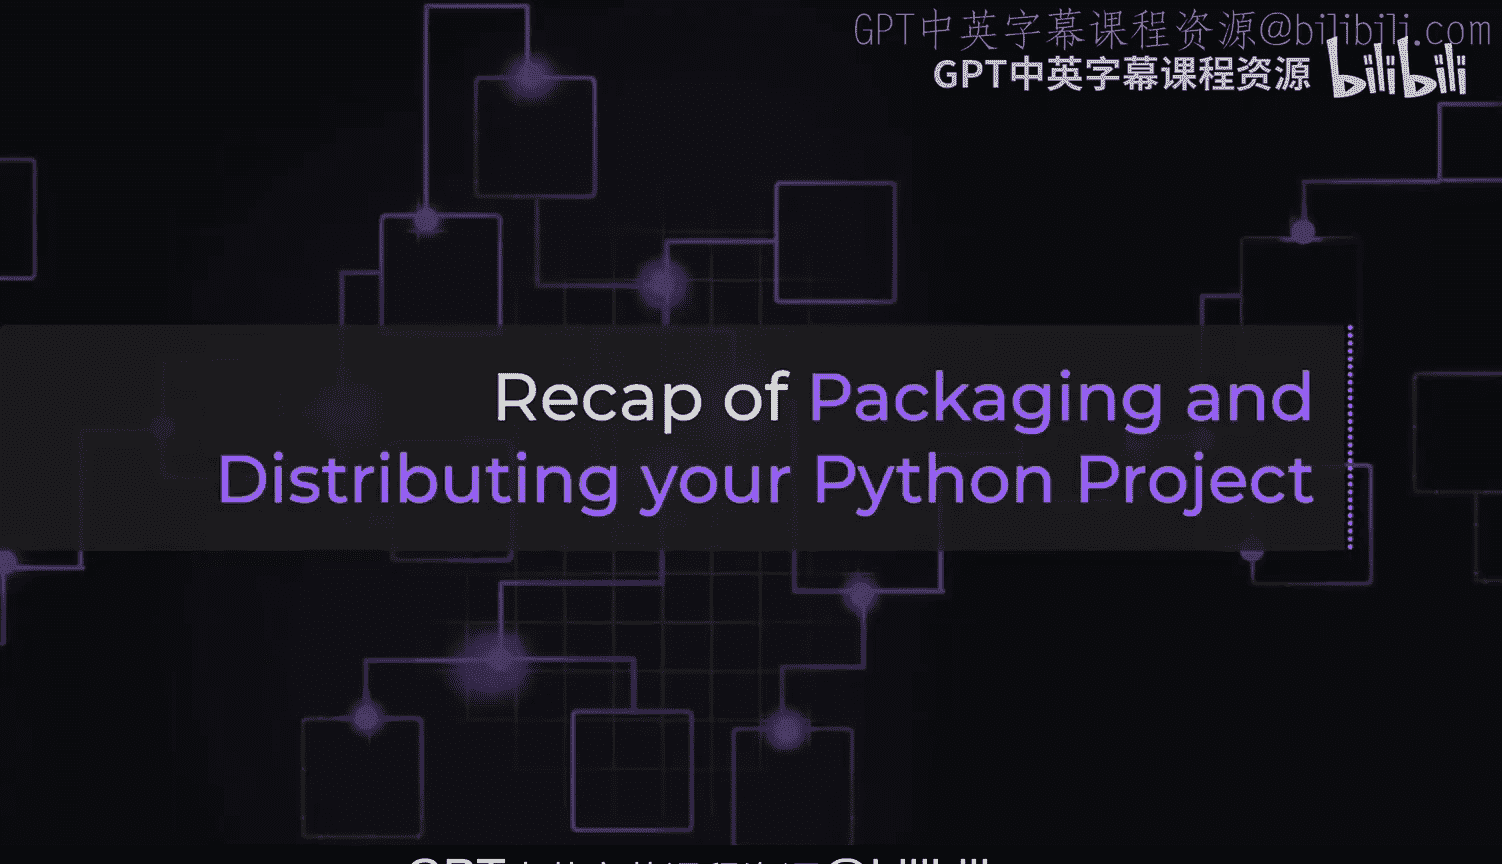 GPT中英字幕课程资源@bilibili.com
GPT中英字幕课程资源 bilibili
Recap of Packaging and
Distributing your Python Project